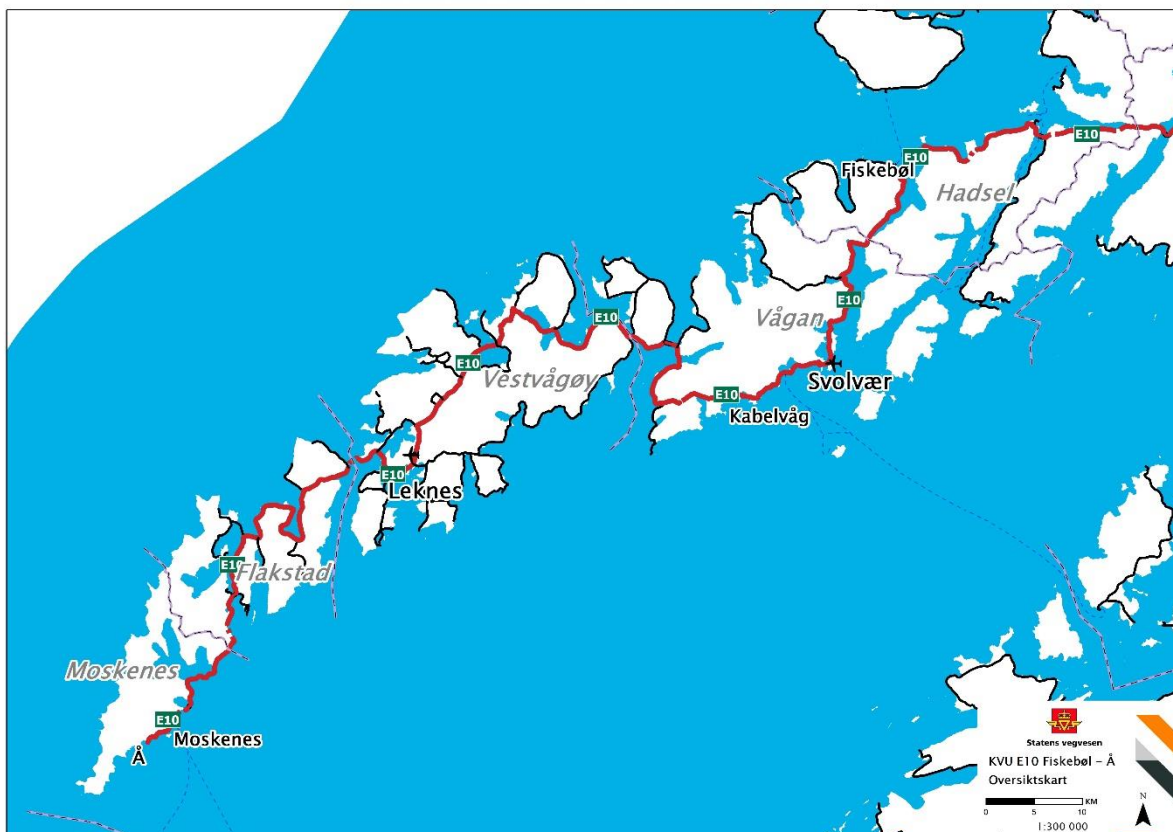 E10
E10
Fiskebøl
Hadsel
E10
Vågan
E10
E10
Vestvågøy
Svolvær
E10
Kabelvåg
E10
Leknes
E10
Flakstad
Moskenes
E10
Moskenes
Å
Statens vegvesen
KVU E10 Fiskebøl – Å
Oversiktskart
KM
0 5 10
1:300 000
N